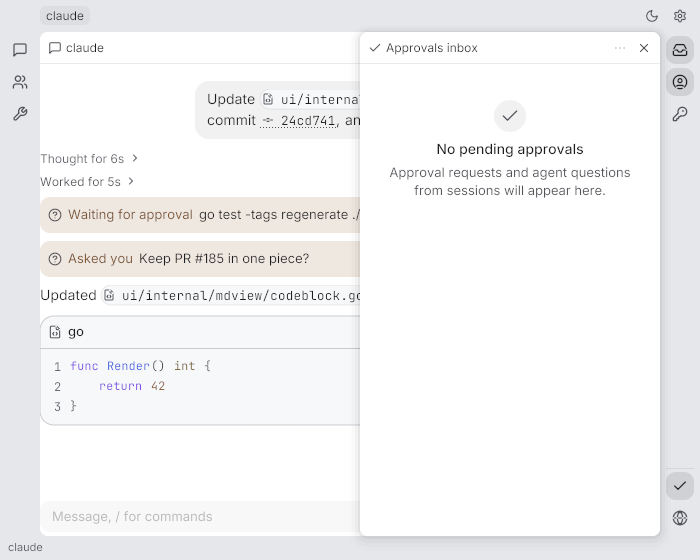 claude
claude
Update ui/interna
commit 24cd741, an
Thought for 6s
Worked for 5s
Waiting for approval go test -tags regenerate ./
Asked you Keep PR #185 in one piece?
Updated ui/internal/mdview/codeblock.go
go
1 func Render() int {
2     return 42
3 }
Message, / for commands
Approvals inbox
No pending approvals
Approval requests and agent questions
from sessions will appear here.
claude